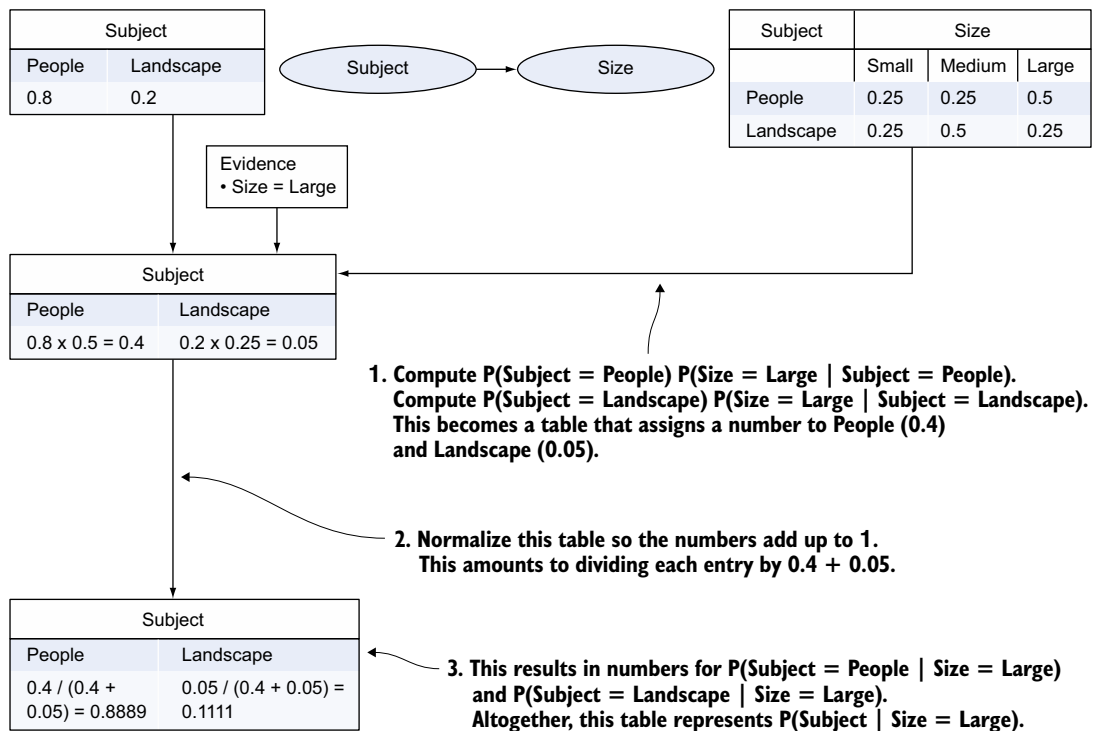 Subject
People Landscape
0.8 0.2
Subject
Size
Subject Size
Small Medium Large
People 0.25 0.25 0.5
Landscape 0.25 0.5 0.25
Evidence
• Size = Large
Subject
People Landscape
0.8 x 0.5 = 0.4 0.2 x 0.25 = 0.05
1. Compute P(Subject = People) P(Size = Large | Subject = People).
Compute P(Subject = Landscape) P(Size = Large | Subject = Landscape).
This becomes a table that assigns a number to People (0.4)
and Landscape (0.05).
2. Normalize this table so the numbers add up to 1.
This amounts to dividing each entry by 0.4 + 0.05.
Subject
People Landscape
0.4 / (0.4 + 0.05 / (0.4 + 0.05) =
0.05) = 0.8889 0.1111
3. This results in numbers for P(Subject = People | Size = Large)
and P(Subject = Landscape | Size = Large).
Altogether, this table represents P(Subject | Size = Large).